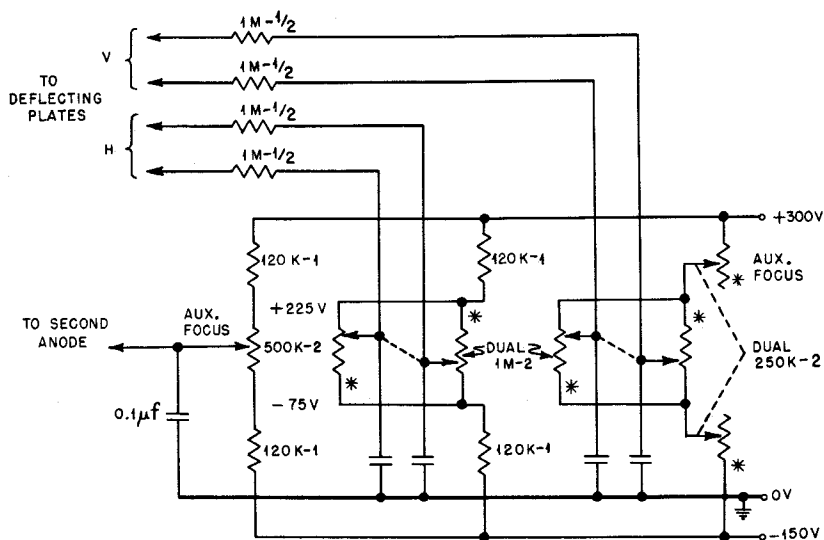 1M-1/2
V
1M-1/2
TO
DEFLECTING
PLATES
1M-1/2
H
1M-1/2
+300V
120K-1
120K-1
AUX.
FOCUS
*
+225V
*
*
TO SECOND
ANODE
AUX.
FOCUS
500K-2
DUAL
1M-2
DUAL
250K-2
*
*
-75V
0.1μf
120K-1
120K-1
*
0V
-150V